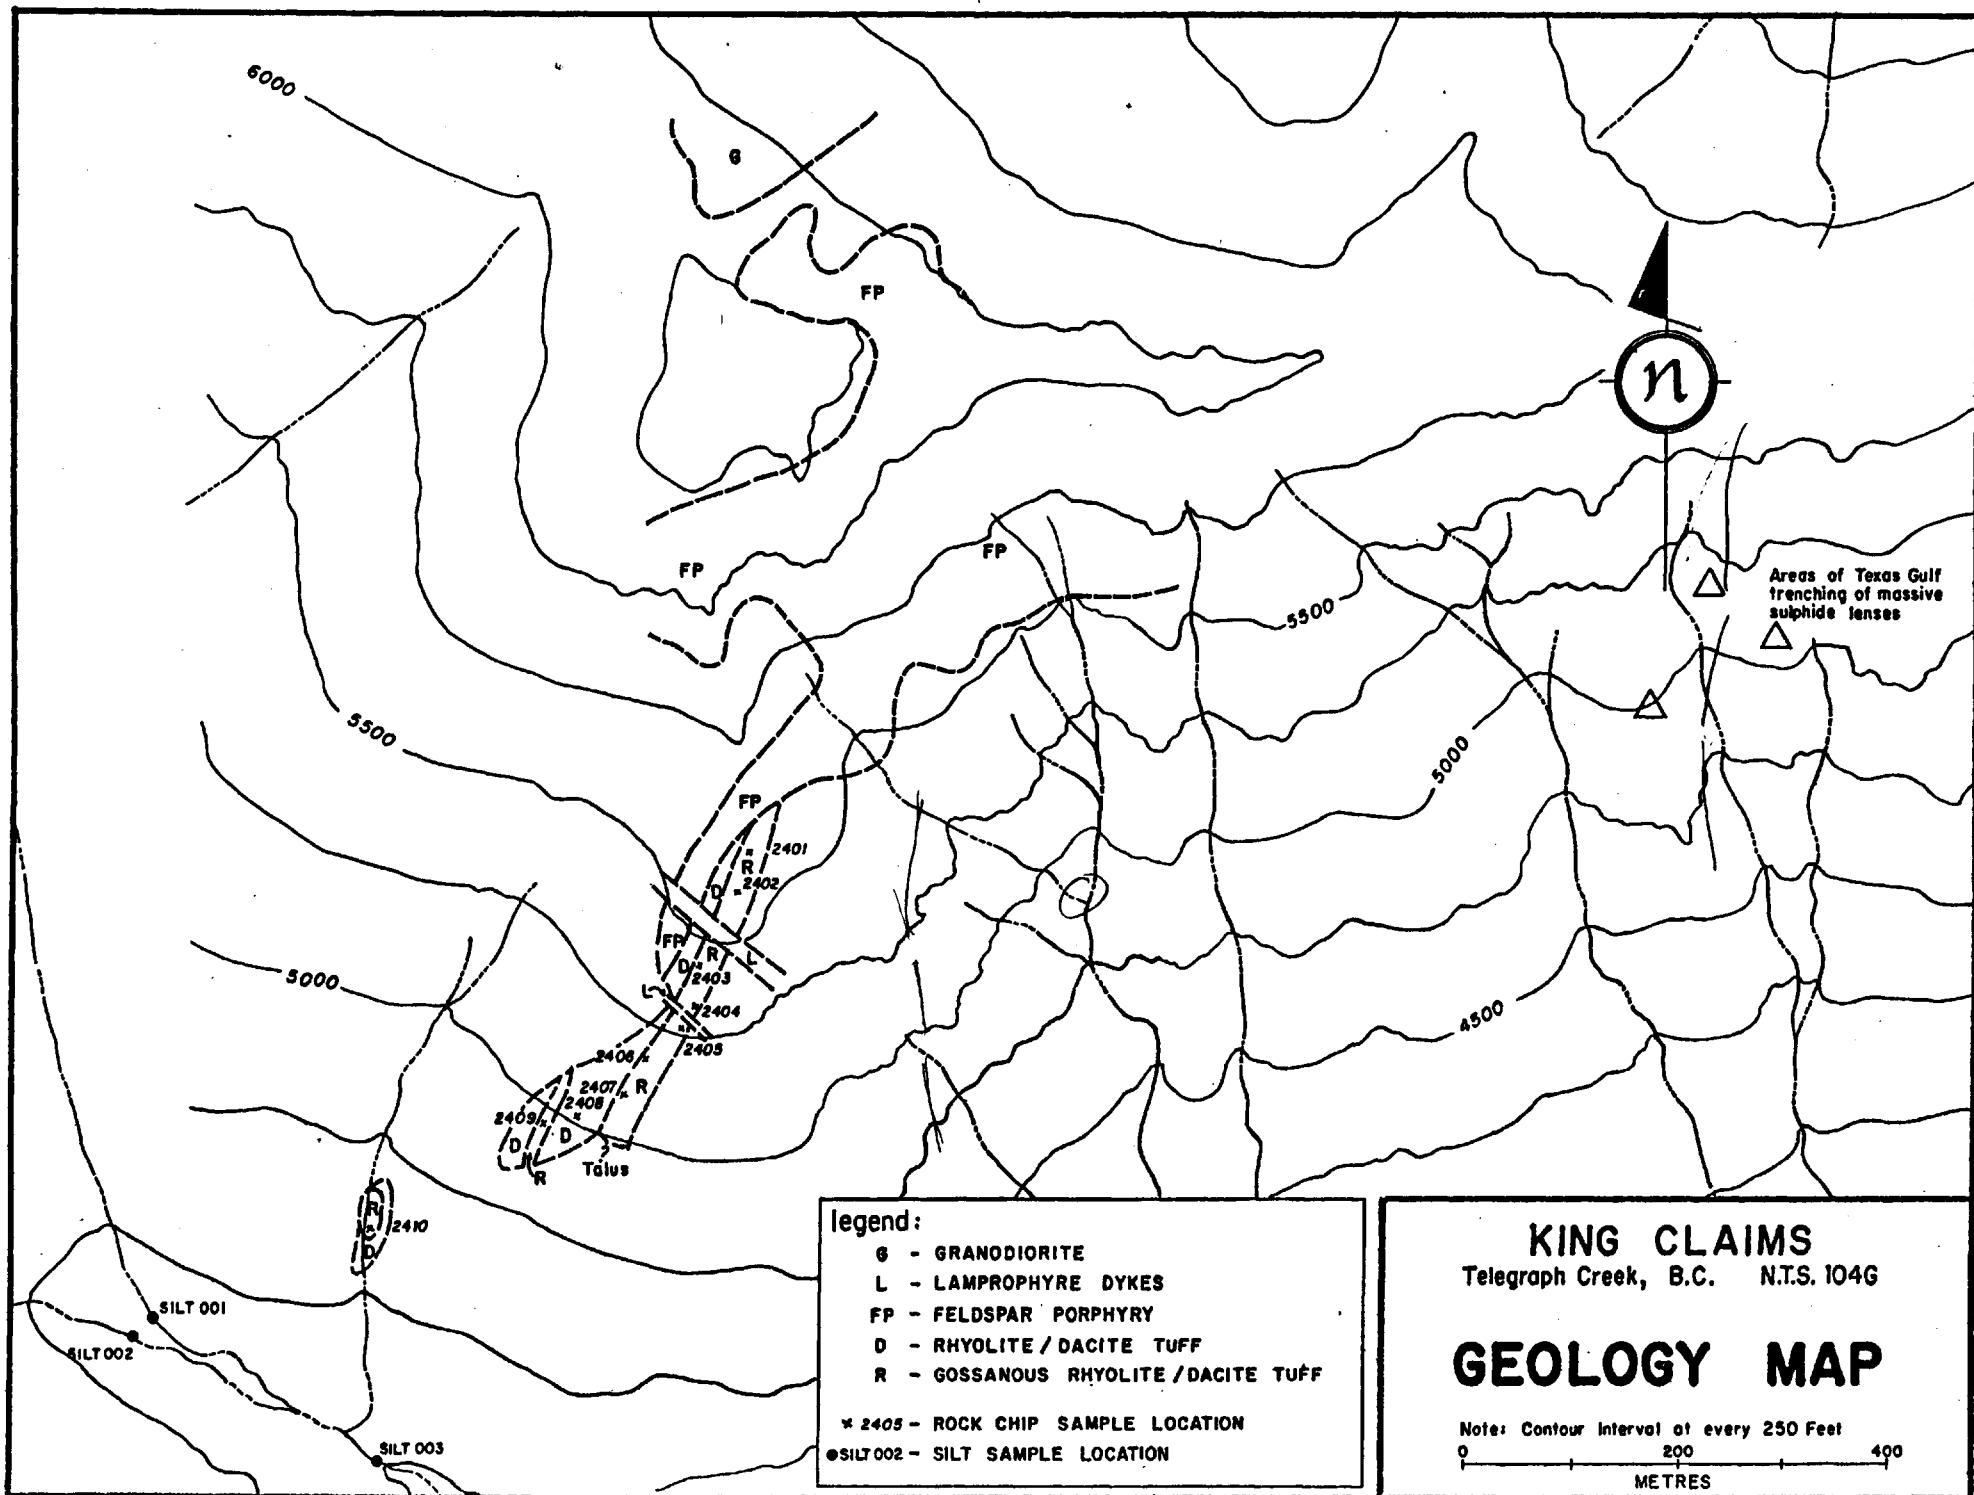 6000
G
FP
n
FP
FP
5500
Areas of Texas Gulf
trenching of massive
sulphide lenses
5500
5000
FP
2401
R
D
2402
FP
R
L
D
2403
5000
L
2404
4500
2405
2406
2407
R
2408
2409
D
D
Talus
R
R
2410
D
SILT 001
SILT 002
SILT 003
legend:
G - GRANODIORITE
L - LAMPROPHYRE DYKES
FP - FELDSPAR PORPHYRY
D - RHYOLITE / DACITE TUFF
R - GOSSANOUS RHYOLITE / DACITE TUFF
x 2405 - ROCK CHIP SAMPLE LOCATION
SILT 002 - SILT SAMPLE LOCATION
KING CLAIMS
Telegraph Creek, B.C. N.T.S. 104G
GEOLOGY MAP
Note: Contour Interval at every 250 Feet
0 200 400
METRES